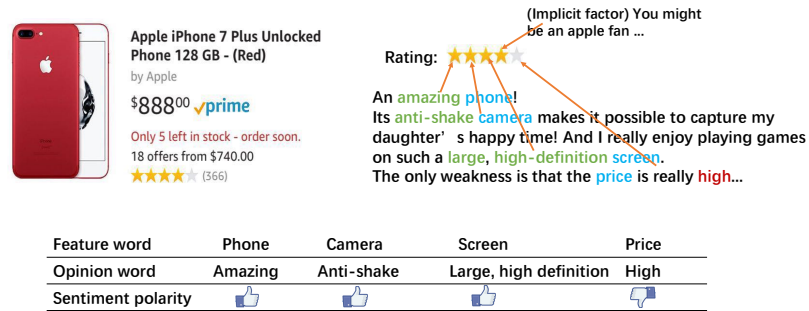 Apple iPhone 7 Plus Unlocked
Phone 128 GB - (Red)
by Apple
$888⁰⁰ ✓prime
Only 5 left in stock - order soon.
18 offers from $740.00
(366)
(Implicit factor) You might
be an apple fan ...
Rating:
An amazing phone!
Its anti-shake camera makes it possible to capture my
daughter's happy time! And I really enjoy playing games
on such a large, high-definition screen.
The only weakness is that the price is really high...
Feature word Phone Camera Screen Price
Opinion word Amazing Anti-shake Large, high definition High
Sentiment polarity